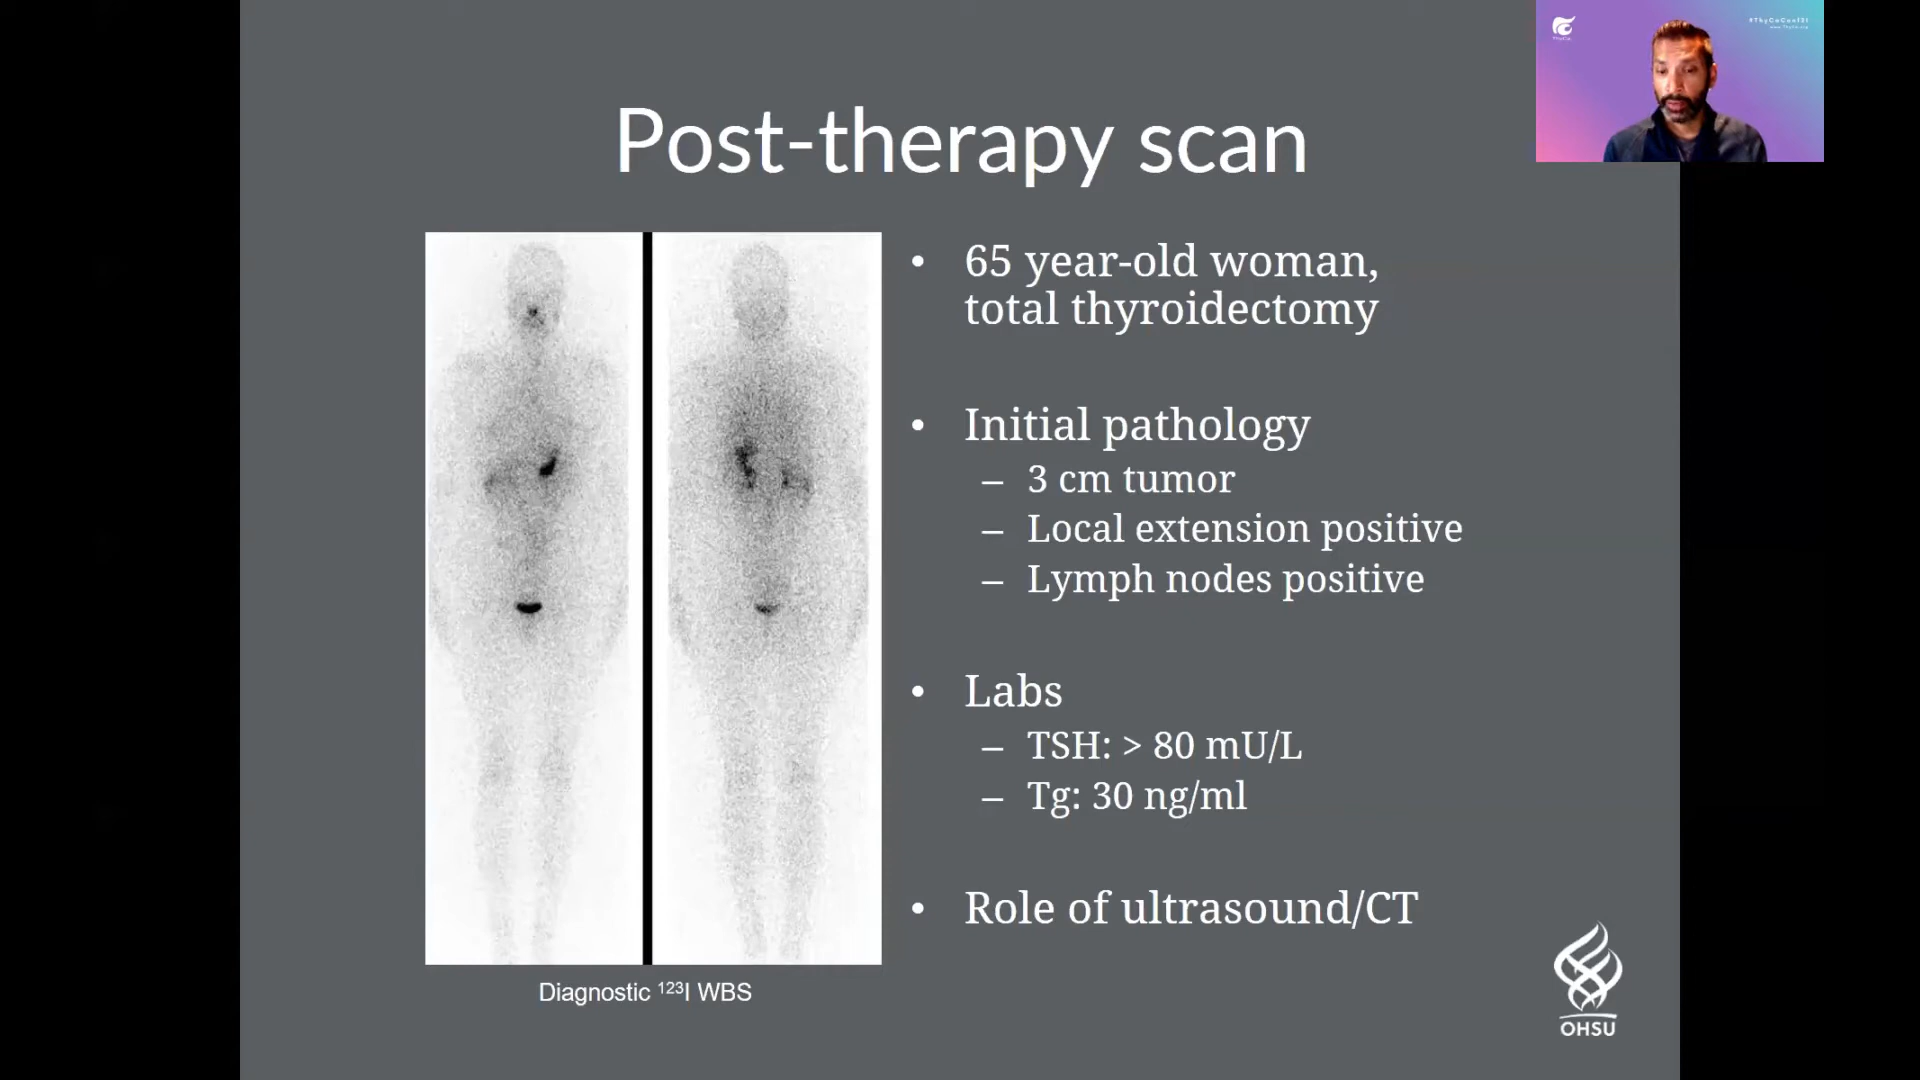 #ThyCaConf21
Post-therapy scan
• 65 year-old woman,
total thyroidectomy
• Initial pathology
– 3 cm tumor
– Local extension positive
– Lymph nodes positive
• Labs
– TSH: > 80 mU/L
– Tg: 30 ng/ml
• Role of ultrasound/CT
Diagnostic ¹²³I WBS
OHSU